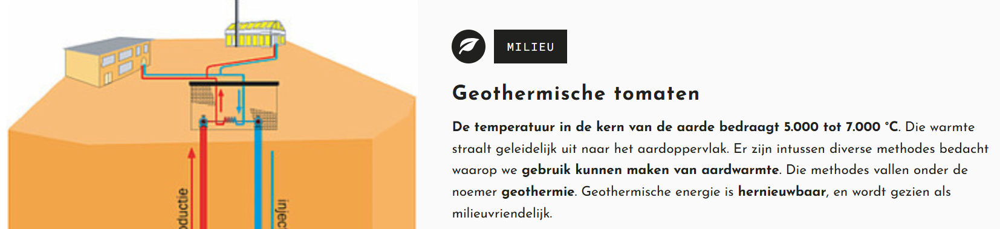 MILIEU
Geothermische tomaten
De temperatuur in de kern van de aarde bedraagt 5.000 tot 7.000 °C. Die warmte
straalt geleidelijk uit naar het aardoppervlak. Er zijn intussen diverse methodes bedacht
waarop we gebruik kunnen maken van aardwarmte. Die methodes vallen onder de
noemer geothermie. Geothermische energie is hernieuwbaar, en wordt gezien als
milieuvriendelijk.